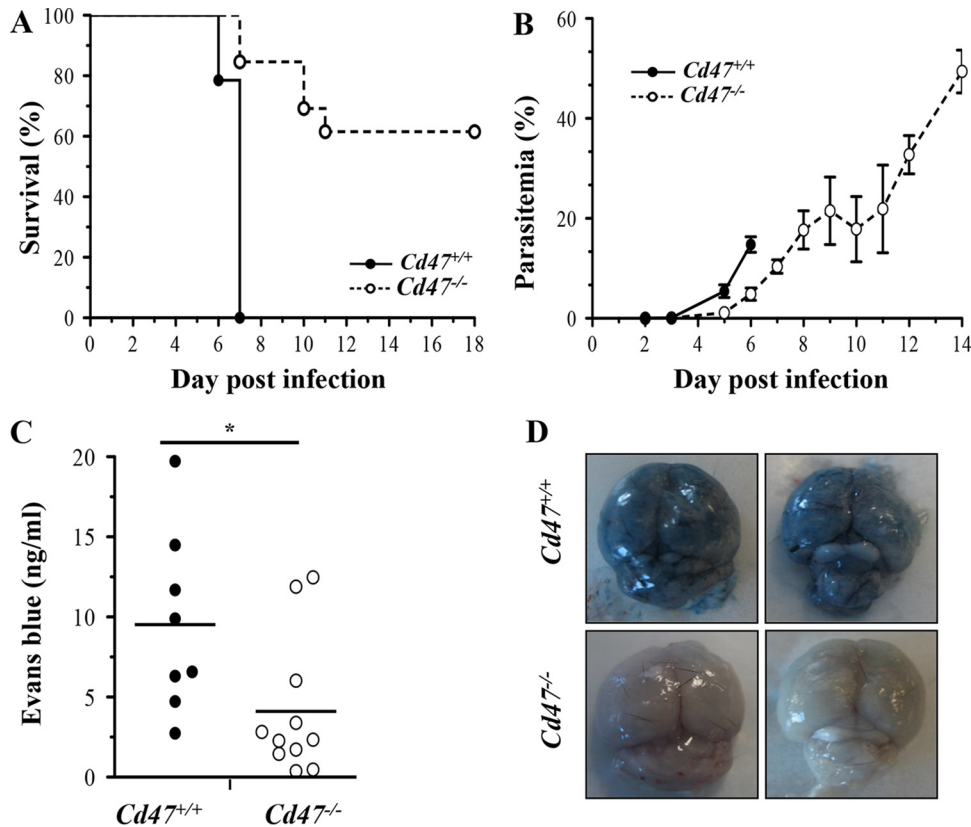 A
100
80
60
40
20
0
Survival (%)
Cd47+/+
Cd47-/-
0 2 4 6 8 10 12 14 16 18
Day post infection
B
60
40
20
0
Parasitemia (%)
Cd47+/+
Cd47-/-
0 2 4 6 8 10 12 14
Day post infection
C
*
20
15
10
5
0
Evans blue (ng/ml)
Cd47+/+ Cd47-/-
D
Cd47+/+
Cd47-/-